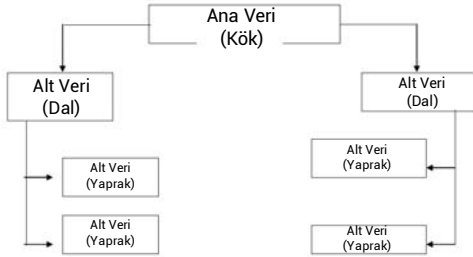 Ana Veri
(Kök)
Alt Veri
(Dal)
Alt Veri
(Dal)
Alt Veri
(Yaprak)
Alt Veri
(Yaprak)
Alt Veri
(Yaprak)
Alt Veri
(Yaprak)